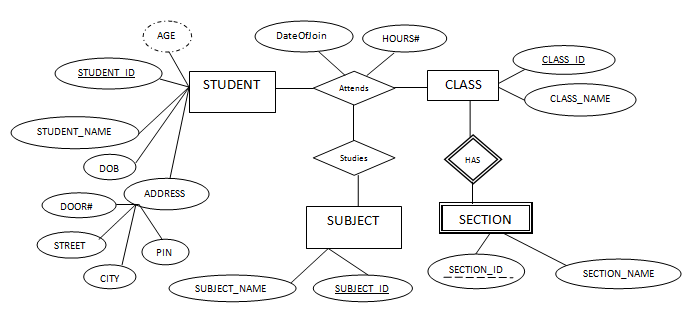 AGE
DateOfJoin
HOURS#
STUDENT_ID
STUDENT
Attends
CLASS
CLASS_ID
CLASS_NAME
STUDENT_NAME
DOB
Studies
HAS
ADDRESS
DOOR#
STREET
CITY
PIN
SUBJECT
SECTION
SUBJECT_NAME
SUBJECT_ID
SECTION_ID
SECTION_NAME